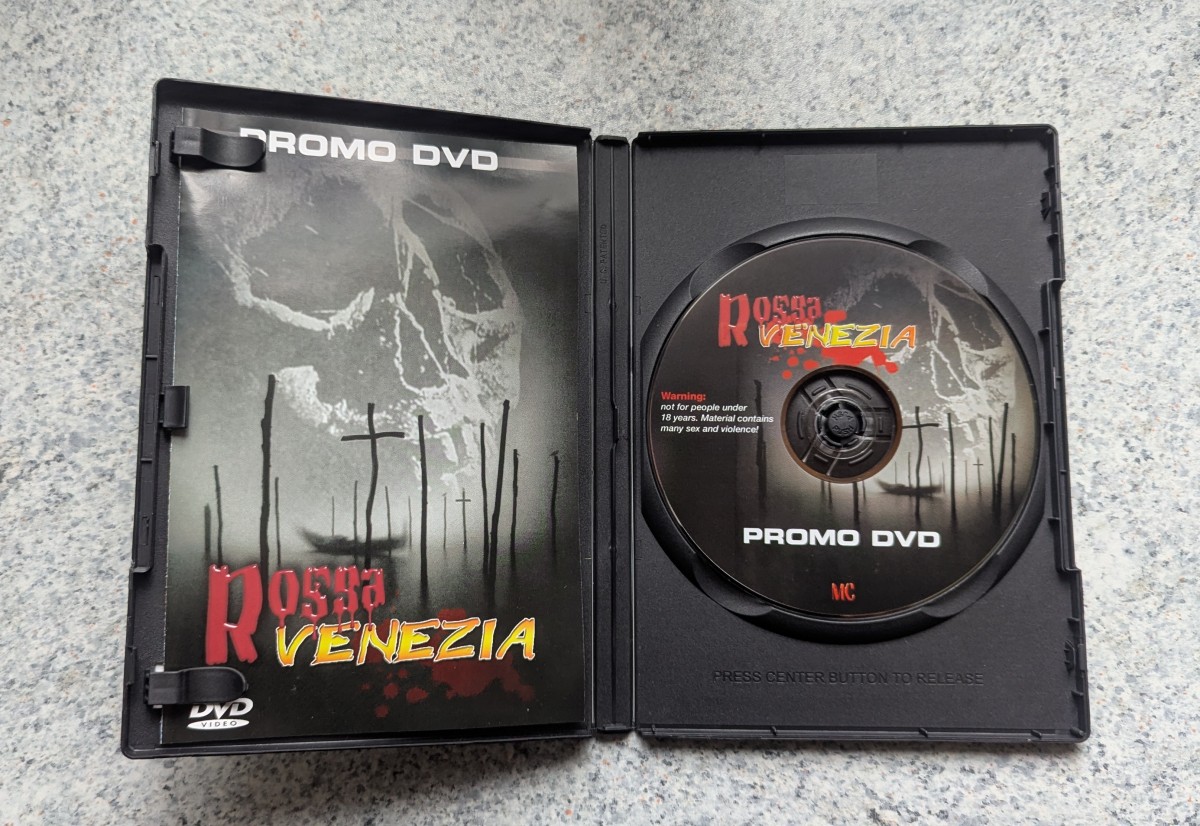 PROMO DVD
Rossa
VENEZIA
DVD
VIDEO
Rossa
VENEZIA
Warning:
not for people under
18 years. Material contains
many sex and violence!
PROMO DVD
MC
PRESS CENTER BUTTON TO RELEASE